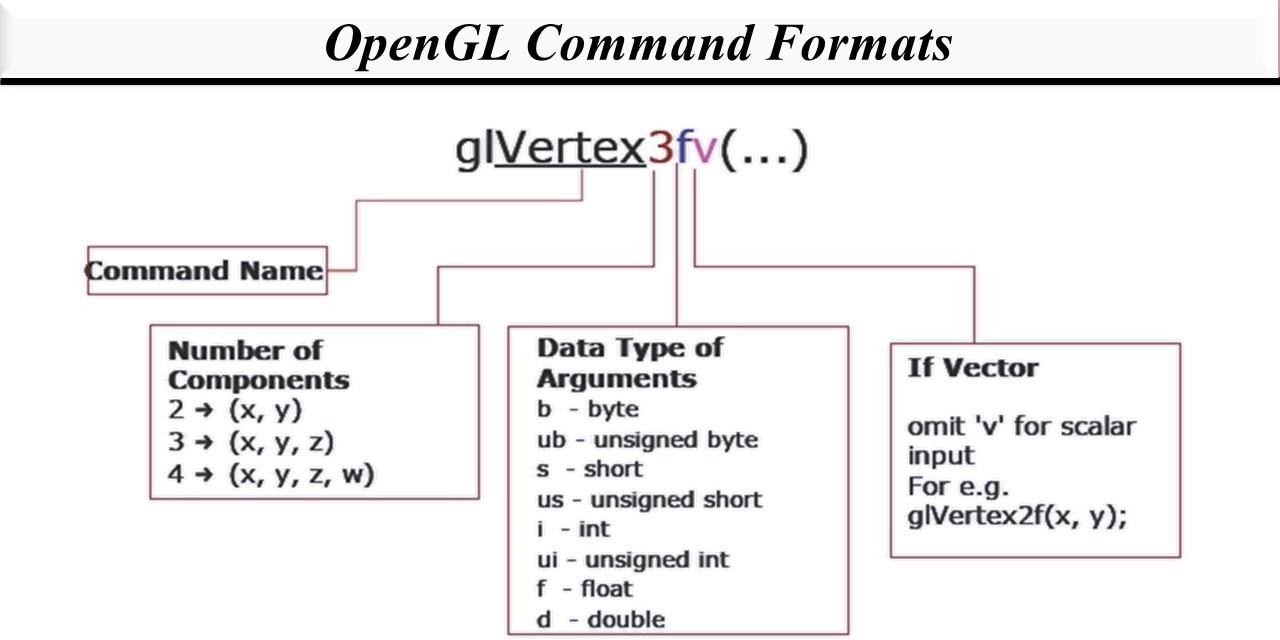 OpenGL Command Formats
glVertex3fv(...)
Command Name
Number of
Components
2 → (x, y)
3 → (x, y, z)
4 → (x, y, z, w)
Data Type of
Arguments
b - byte
ub - unsigned byte
s - short
us - unsigned short
i - int
ui - unsigned int
f - float
d - double
If Vector
omit 'v' for scalar
input
For e.g.
glVertex2f(x, y);